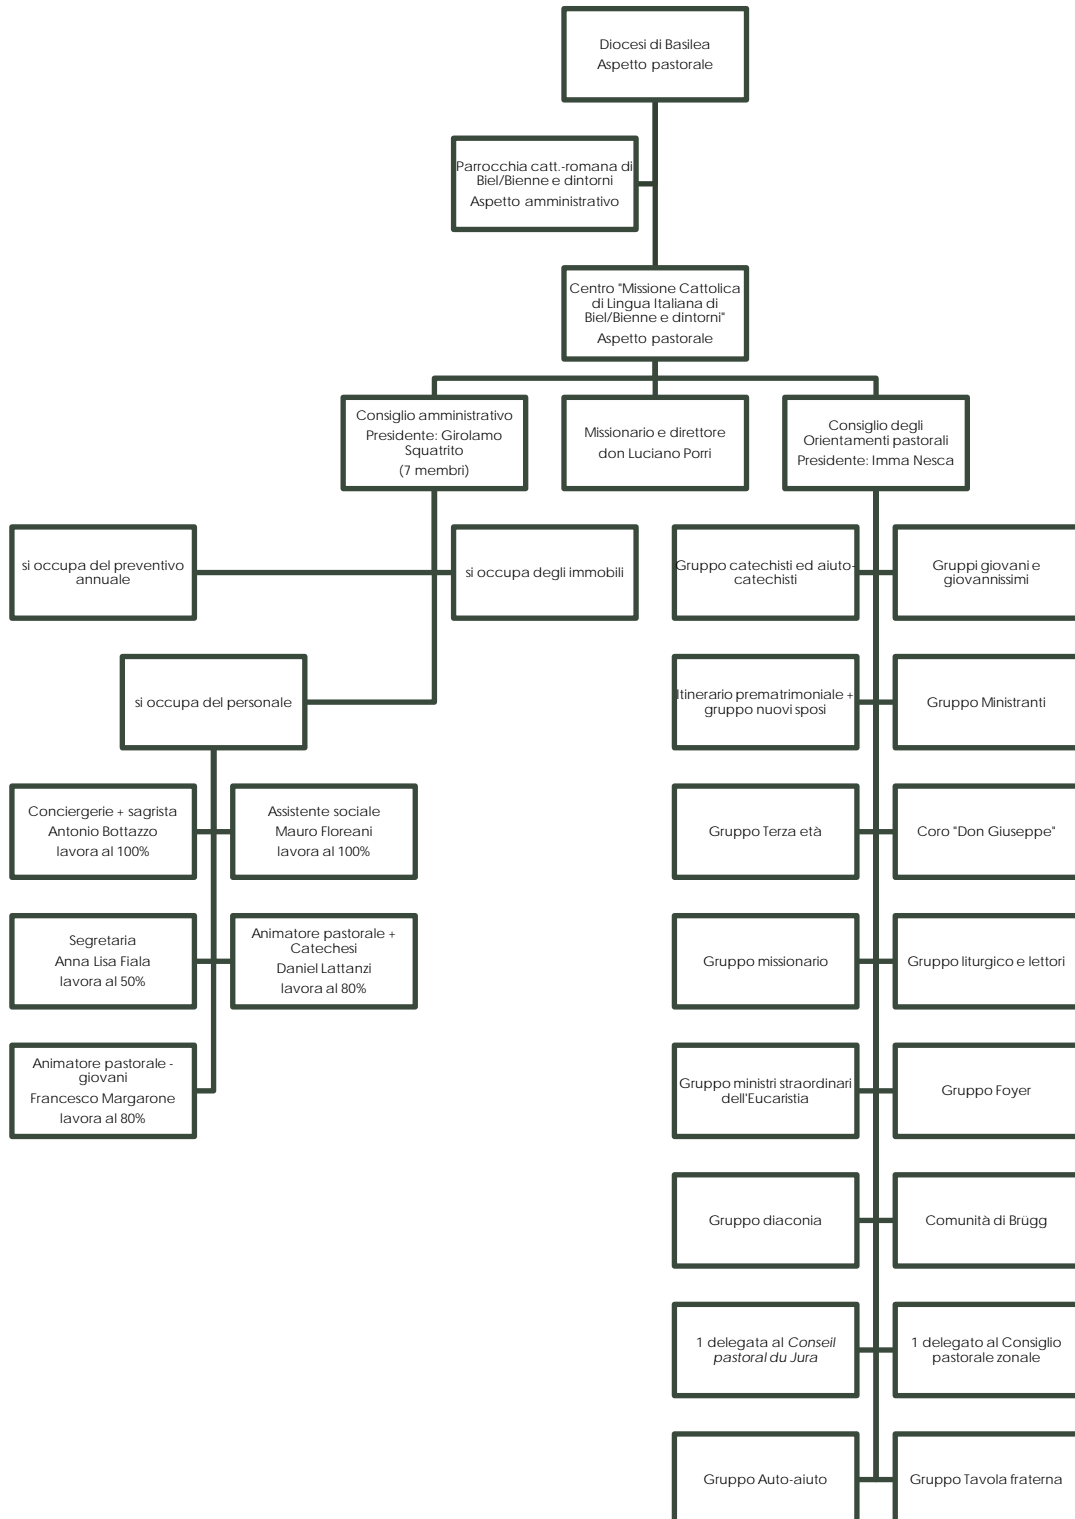 Diocesi di Basilea
Aspetto pastorale
Parrocchia catt.-romana di
Biel/Bienne e dintorni
Aspetto amministrativo
Centro "Missione Cattolica
di Lingua Italiana di
Biel/Bienne e dintorni"
Aspetto pastorale
Consiglio amministrativo
Presidente: Girolamo
Squatrito
(7 membri)
Missionario e direttore
don Luciano Porri
Consiglio degli
Orientamenti pastorali
Presidente: Imma Nesca
si occupa del preventivo
annuale
si occupa degli immobili
Gruppo catechisti ed aiuto-
catechisti
Gruppi giovani e
giovannissimi
si occupa del personale
Itinerario prematrimoniale +
gruppo nuovi sposi
Gruppo Ministranti
Conciergerie + sagrista
Antonio Bottazzo
lavora al 100%
Assistente sociale
Mauro Floreani
lavora al 100%
Gruppo Terza età
Coro "Don Giuseppe"
Segretaria
Anna Lisa Fiala
lavora al 50%
Animatore pastorale +
Catechesi
Daniel Lattanzi
lavora al 80%
Gruppo missionario
Gruppo liturgico e lettori
Animatore pastorale -
giovani
Francesco Margarone
lavora al 80%
Gruppo ministri straordinari
dell'Eucaristia
Gruppo Foyer
Gruppo diaconia
Comunità di Brügg
1 delegata al Conseil
pastoral du Jura
1 delegato al Consiglio
pastorale zonale
Gruppo Auto-aiuto
Gruppo Tavola fraterna